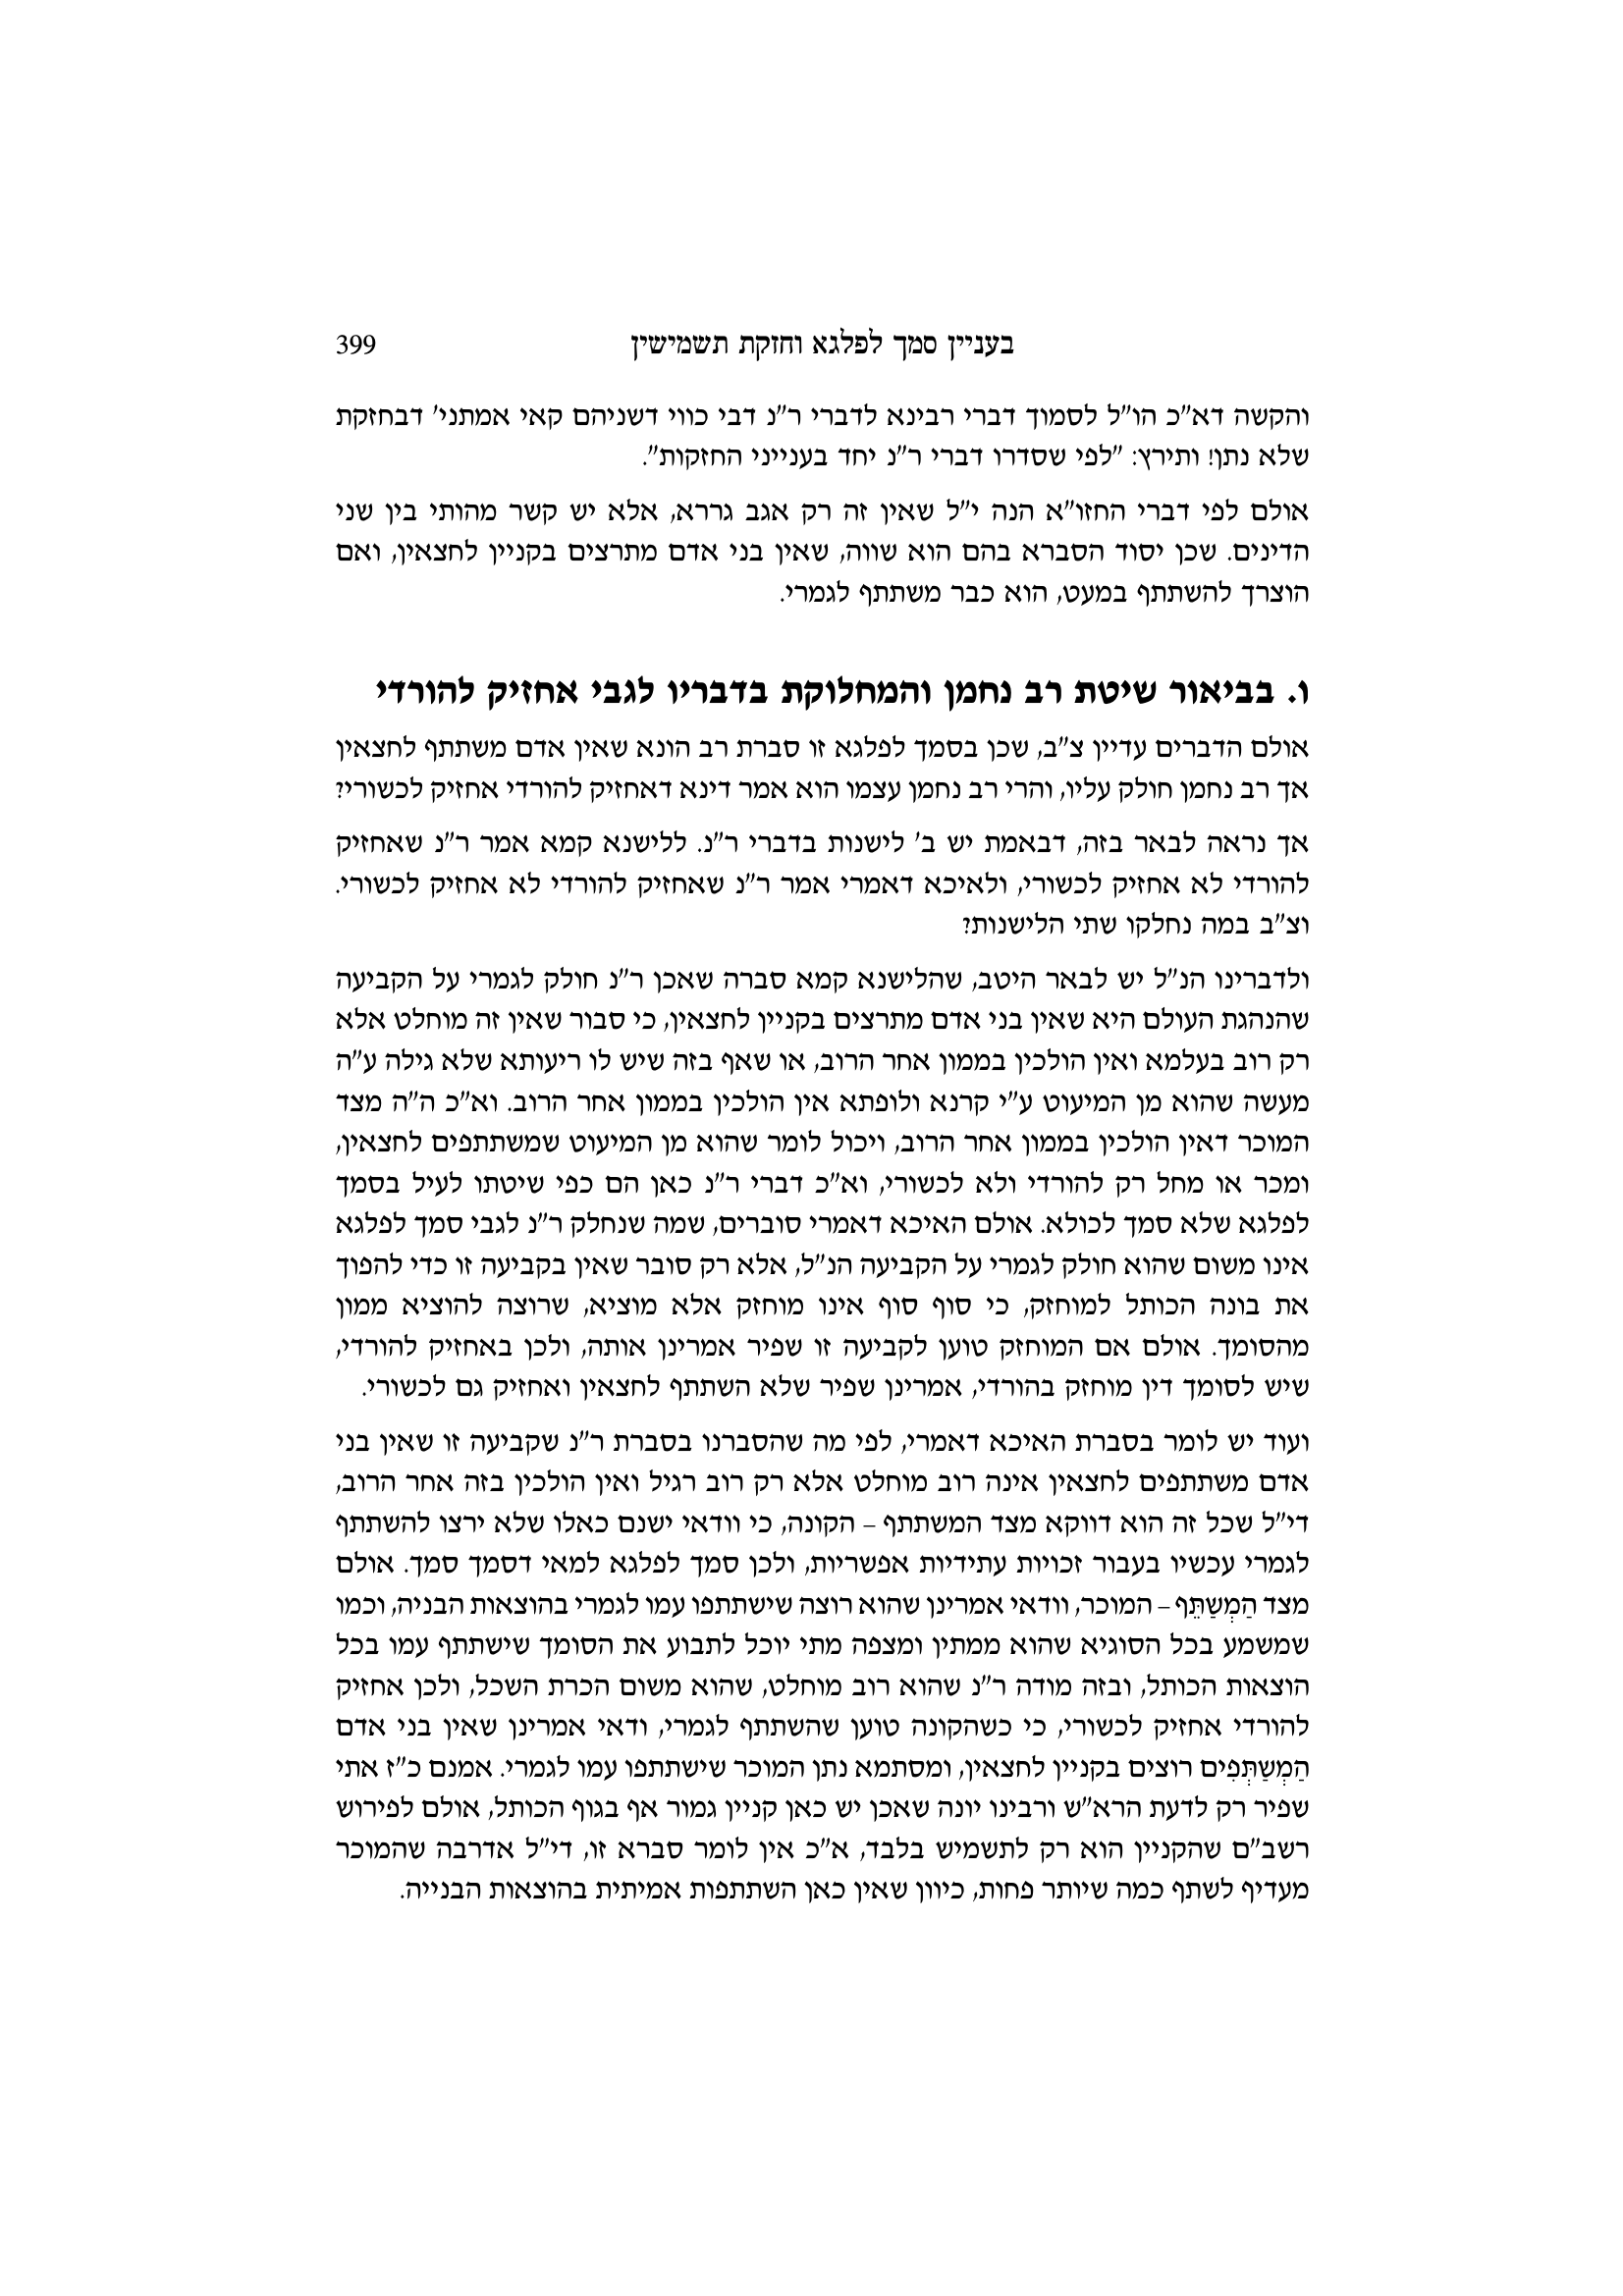 בעניין סמך לפלגא וחזקת תשמישין 399
והקשה דא"כ הו"ל לסמוך דברי רבינא לדברי ר"נ דבי כווי דשניהם קאי אמתני' דבחזקת
שלא נתן! ותירץ: "לפי שסדרו דברי ר"נ יחד בענייני החזקות".
אולם לפי דברי החזו"א הנה י"ל שאין זה רק אגב גררא, אלא יש קשר מהותי בין שני
הדינים. שכן יסוד הסברא בהם הוא שווה, שאין בני אדם מתרצים בקניין לחצאין, ואם
הוצרך להשתתף במעט, הוא כבר משתתף לגמרי.
ו. בביאור שיטת רב נחמן והמחלוקת בדבריו לגבי אחזיק להורדי
אולם הדברים עדיין צ"ב, שכן בסמך לפלגא זו סברת רב הונא שאין אדם משתתף לחצאין
אך רב נחמן חולק עליו, והרי רב נחמן עצמו הוא אמר דינא דאחזיק להורדי אחזיק לכשורי?
אך נראה לבאר בזה, דבאמת יש ב' לישנות בדברי ר"נ. ללישנא קמא אמר ר"נ שאחזיק
להורדי לא אחזיק לכשורי, ולאיכא דאמרי אמר ר"נ שאחזיק להורדי לא אחזיק לכשורי.
וצ"ב במה נחלקו שתי הלישנות?
ולדברינו הנ"ל יש לבאר היטב, שהלישנא קמא סברה שאכן ר"נ חולק לגמרי על הקביעה
שהנהגת העולם היא שאין בני אדם מתרצים בקניין לחצאין, כי סבור שאין זה מוחלט אלא
רק רוב בעלמא ואין הולכין בממון אחר הרוב, או שאף בזה שיש לו ריעותא שלא גילה ע"ה
מעשה שהוא מן המיעוט ע"י קרנא ולופתא אין הולכין בממון אחר הרוב. וא"כ ה"ה מצד
המוכר דאין הולכין בממון אחר הרוב, ויכול לומר שהוא מן המיעוט שמשתתפים לחצאין,
ומכר או מחל רק להורדי ולא לכשורי, וא"כ דברי ר"נ כאן הם כפי שיטתו לעיל בסמך
לפלגא שלא סמך לכולא. אולם האיכא דאמרי סוברים, שמה שנחלק ר"נ לגבי סמך לפלגא
אינו משום שהוא חולק לגמרי על הקביעה הנ"ל, אלא רק סובר שאין בקביעה זו כדי להפוך
את בונה הכותל למוחזק, כי סוף סוף אינו מוחזק אלא מוציא, שרוצה להוציא ממון
מהסומך. אולם אם המוחזק טוען לקביעה זו שפיר אמרינן אותה, ולכן באחזיק להורדי,
שיש לסומך דין מוחזק בהורדי, אמרינן שפיר שלא השתתף לחצאין ואחזיק גם לכשורי.
ועוד יש לומר בסברת האיכא דאמרי, לפי מה שהסברנו בסברת ר"נ שקביעה זו שאין בני
אדם משתתפים לחצאין אינה רוב מוחלט אלא רק רוב רגיל ואין הולכין בזה אחר הרוב,
די"ל שכל זה הוא דווקא מצד המשתתף – הקונה, כי וודאי ישנם כאלו שלא ירצו להשתתף
לגמרי עכשיו בעבור זכויות עתידיות אפשריות, ולכן סמך לפלגא למאי דסמך סמך. אולם
מצד הַמְשַׁתֵּף – המוכר, וודאי אמרינן שהוא רוצה שישתתפו עמו לגמרי בהוצאות הבניה, וכמו
שמשמע בכל הסוגיא שהוא ממתין ומצפה מתי יוכל לתבוע את הסומך שישתתף עמו בכל
הוצאות הכותל, ובזה מודה ר"נ שהוא רוב מוחלט, שהוא משום הכרת השכל, ולכן אחזיק
להורדי אחזיק לכשורי, כי כשהקונה טוען שהשתתף לגמרי, ודאי אמרינן שאין בני אדם
הַמְשַׁתְּפִים רוצים בקניין לחצאין, ומסתמא נתן המוכר שישתתפו עמו לגמרי. אמנם כ"ז אתי
שפיר רק לדעת הרא"ש ורבינו יונה שאכן יש כאן קניין גמור אף בגוף הכותל, אולם לפירוש
רשב"ם שהקניין הוא רק לתשמיש בלבד, א"כ אין לומר סברא זו, די"ל אדרבה שהמוכר
מעדיף לשתף כמה שיותר פחות, כיוון שאין כאן השתתפות אמיתית בהוצאות הבנייה.